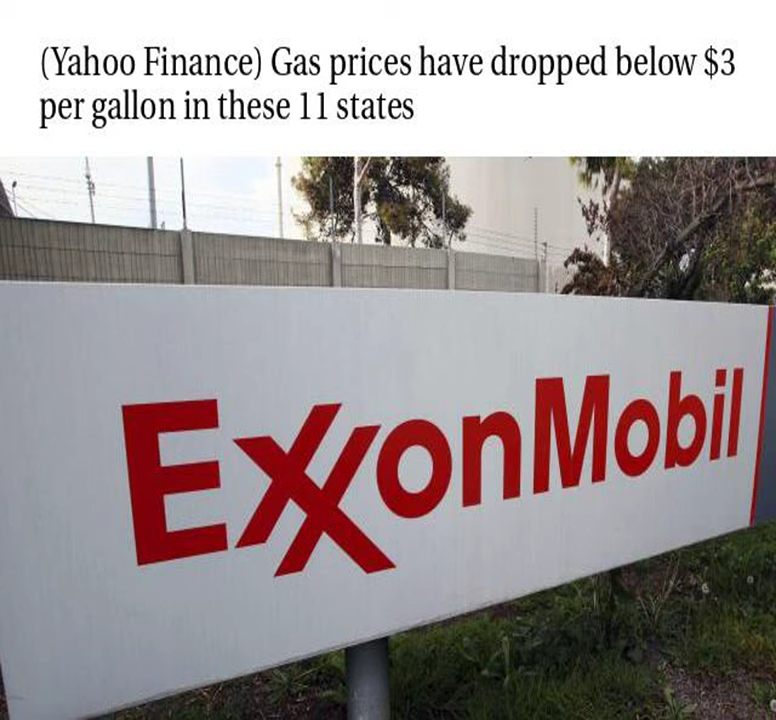 (Yahoo Finance) Gas prices have dropped below $3
per gallon in these 11 states
ExxonMobil